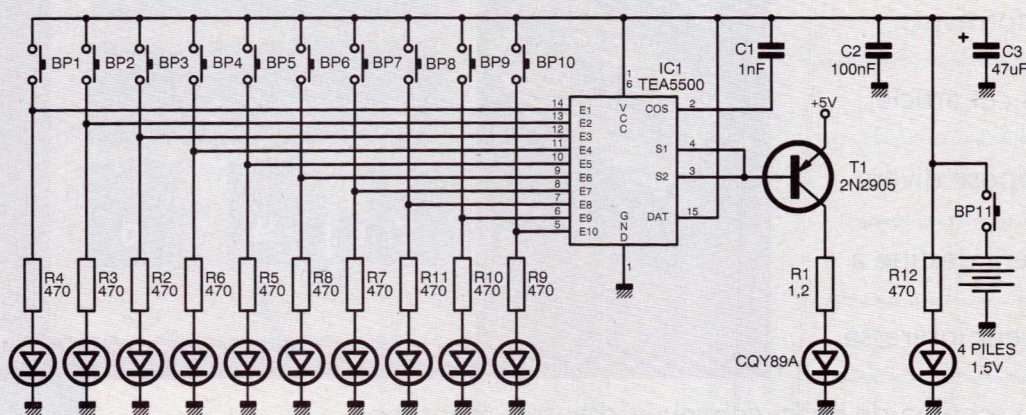 BP1
BP2
BP3
BP4
BP5
BP6
BP7
BP8
BP9
BP10
IC1
TEA5500
C1
1nF
C2
100nF
+
C3
47uF
1
6
VCC
14
E1
13
E2
12
E3
11
E4
10
E5
9
E6
8
E7
7
E8
6
E9
5
E10
COS
2
S1
4
S2
3
DAT
15
GND
1
+5V
T1
2N2905
BP11
R4
470
R3
470
R2
470
R6
470
R5
470
R8
470
R7
470
R11
470
R10
470
R9
470
R1
1,2
R12
470
CQY89A
4 PILES
1,5V